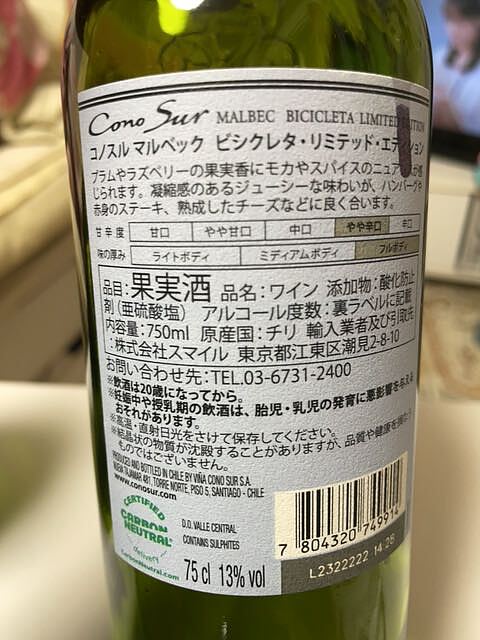 Cono Sur MALBEC BICICLETA LIMITED EDITION
コノスル マルベック ビシクレタ・リミテッド・エディション
プラムやラズベリーの果実香にモカやスパイスのニュアンスが感
じられます。凝縮感のあるジューシーな味わいが、ハンバーグや
赤身のステーキ、熟成したチーズなどに良く合います。
甘辛度 甘口 やや甘口 中口 やや辛口 辛口
味の厚み ライトボディ ミディアムボディ フルボディ
品目:果実酒 品名:ワイン 添加物:酸化防止
剤(亜硫酸塩) アルコール度数:裏ラベルに記載
内容量:750ml 原産国:チリ 輸入業者及び引取先
:株式会社スマイル 東京都江東区潮見2-8-10
お問い合わせ先:TEL.03-6731-2400
※飲酒は20歳になってから。
※妊娠中や授乳期の飲酒は、胎児・乳児の発育に悪影響を与える
おそれがあります。
※高温・直射日光をさけて保存してください。
※結晶状の物質が沈殿することがありますが、品質や健康を損なう
ものではございません。
PRODUCED AND BOTTLED IN CHILE BY VIÑA CONO SUR S.A.
NUEVA TAJAMAR 481, TORRE NORTE, PISO 5, SANTIAGO - CHILE
www.conosur.com
CERTIFIED
CARBON
NEUTRAL
delivery
CarbonNeutral.com
D.O. VALLE CENTRAL
CONTAINS SULPHITES
75 cl 13% vol
7 804320 749914
L2322222 14:26